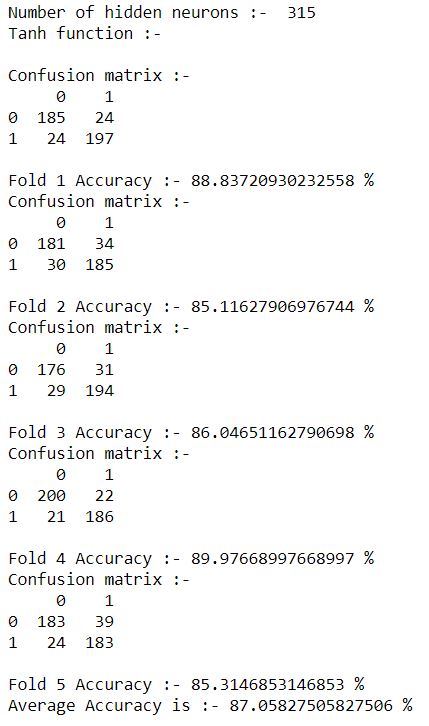 Number of hidden neurons :-  315
Tanh function :-

Confusion matrix :-
     0    1
0  185   24
1   24  197

Fold 1 Accuracy :- 88.83720930232558 %
Confusion matrix :-
     0    1
0  181   34
1   30  185

Fold 2 Accuracy :- 85.11627906976744 %
Confusion matrix :-
     0    1
0  176   31
1   29  194

Fold 3 Accuracy :- 86.04651162790698 %
Confusion matrix :-
     0    1
0  200   22
1   21  186

Fold 4 Accuracy :- 89.97668997668997 %
Confusion matrix :-
     0    1
0  183   39
1   24  183

Fold 5 Accuracy :- 85.3146853146853 %
Average Accuracy is :- 87.05827505827506 %